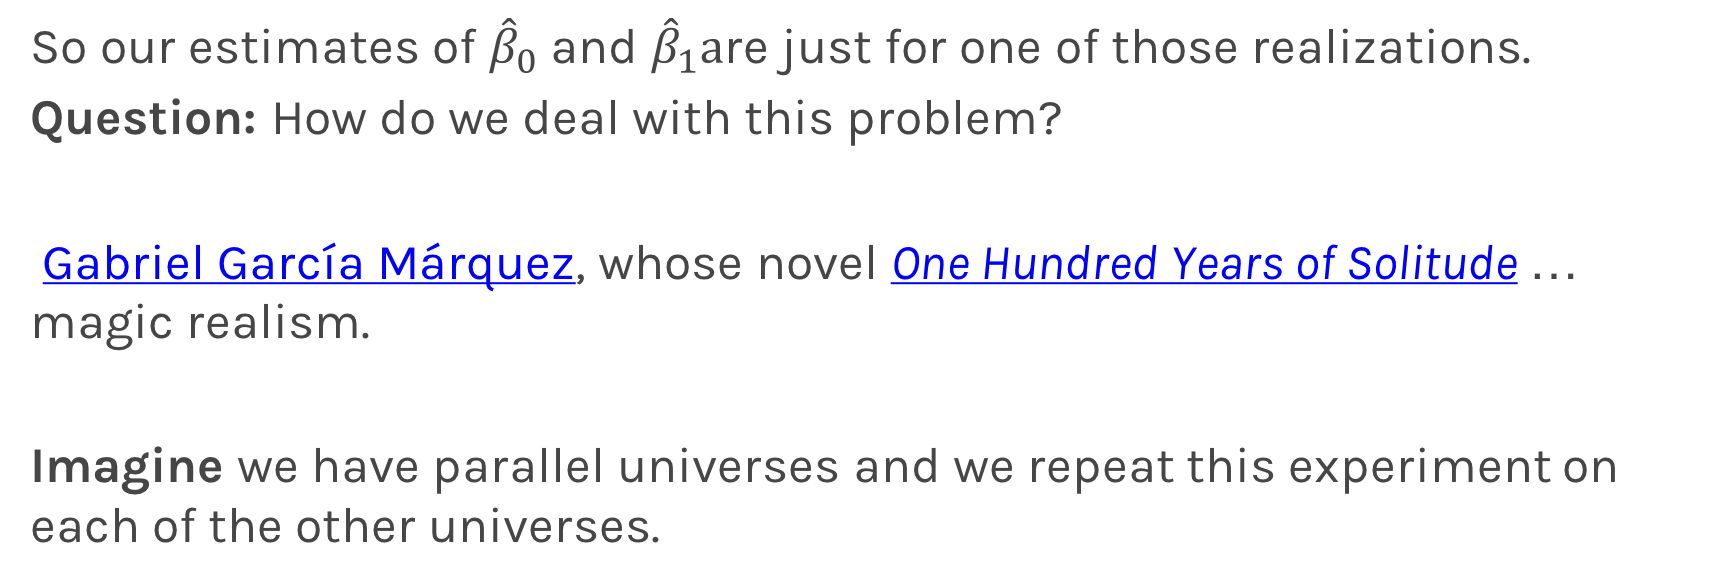 So our estimates of β̂₀ and β̂₁are just for one of those realizations.
Question: How do we deal with this problem?
Gabriel García Márquez, whose novel One Hundred Years of Solitude …
magic realism.
Imagine we have parallel universes and we repeat this experiment on
each of the other universes.